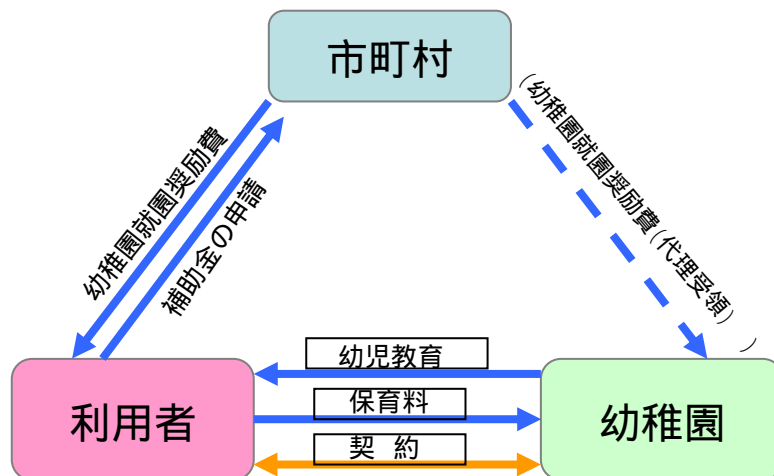 市町村
幼稚園就園奨励費
補助金の申請
（幼稚園就園奨励費（代理受領））
幼児教育
保育料
契 約
利用者
幼稚園